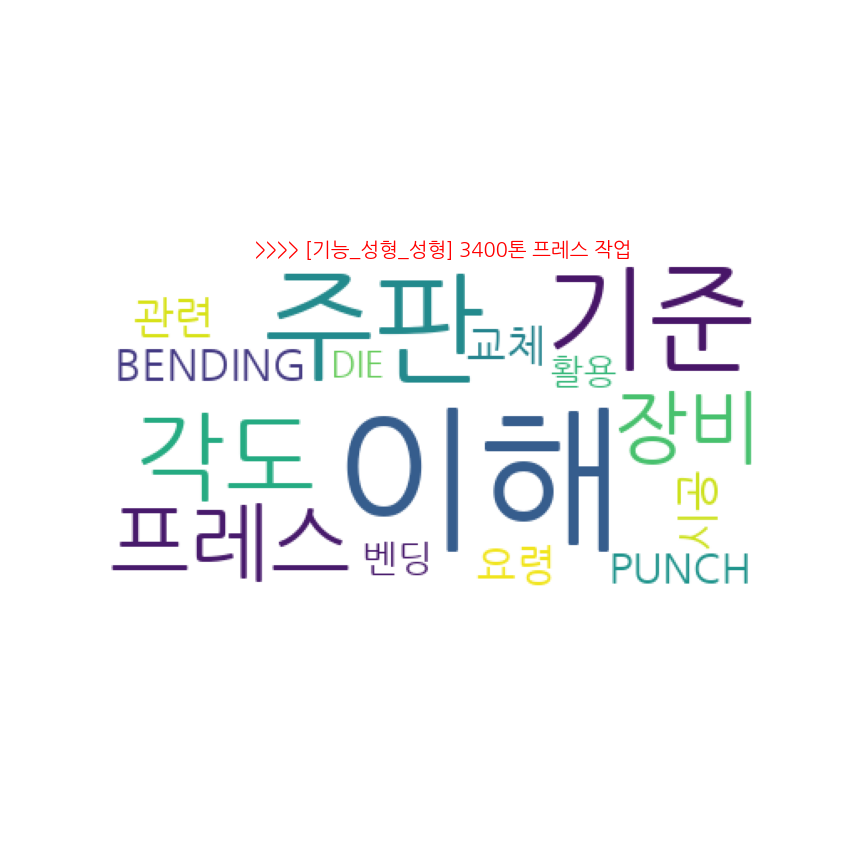 >>>> [기능_성형_성형] 3400톤 프레스 작업
관련 주판 교체 기준
BENDING DIE 활용
각도 이해 장비
프레스 벤딩 요령 PUNCH